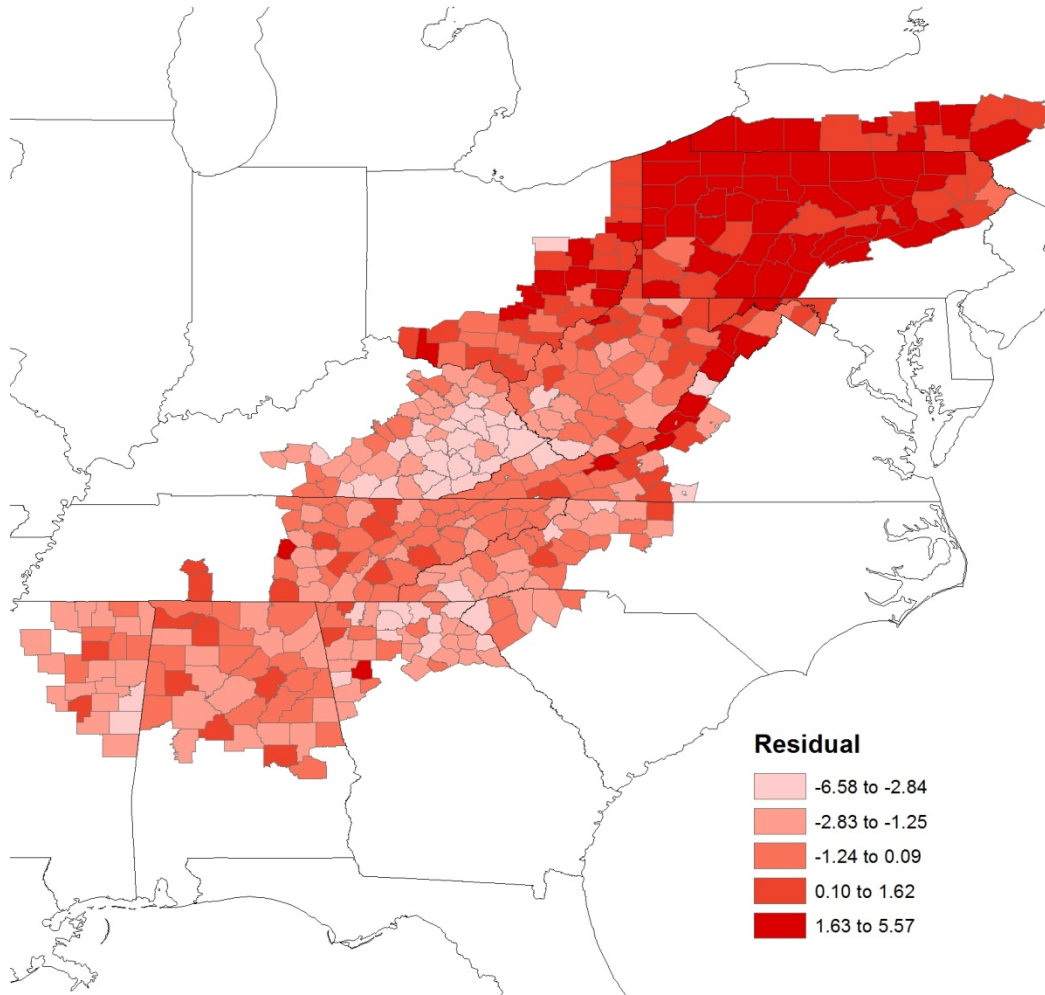 Residual
-6.58 to -2.84
-2.83 to -1.25
-1.24 to 0.09
0.10 to 1.62
1.63 to 5.57